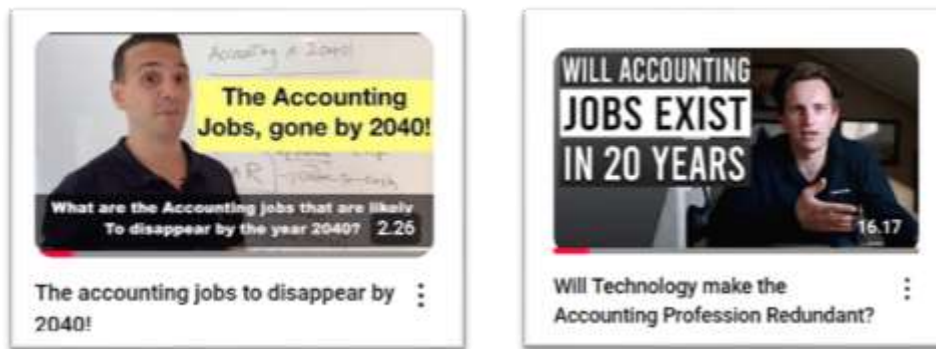 Accounting in 2040!
The Accounting
Jobs, gone by 2040!
AR
What are the Accounting jobs that are likely
To disappear by the year 2040?
2.26
The accounting jobs to disappear by
2040!
WILL ACCOUNTING
JOBS EXIST
IN 20 YEARS
16.17
Will Technology make the
Accounting Profession Redundant?